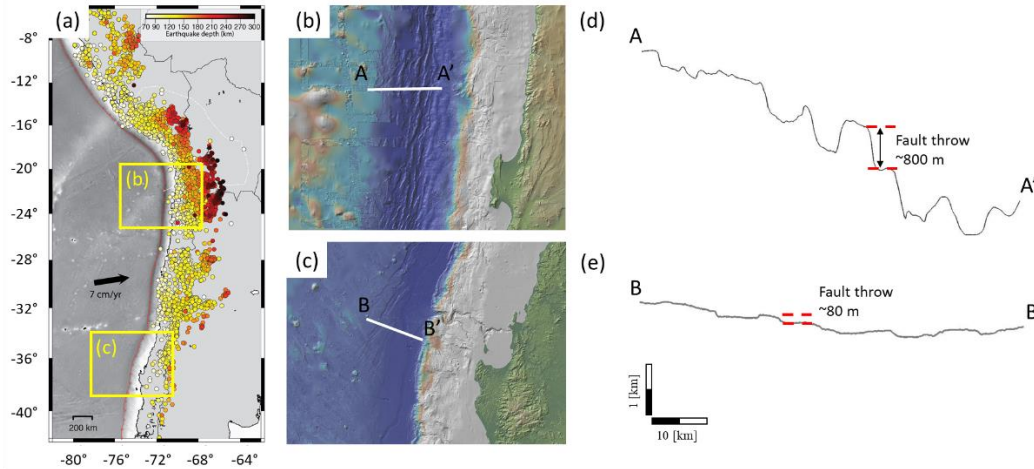 (a)
70 90 120 150 180 210 240 270 300
Earthquake depth (km)
-8°
-12°
-16°
-20°
-24°
-28°
-32°
-36°
-40°
(b)
7 cm/yr
(c)
200 km
-80° -76° -72° -68° -64°
(b)
A A’
(c)
B
B’
(d)
A
Fault throw
~800 m
A’
(e)
B
Fault throw
~80 m
B’
1 [km]
10 [km]